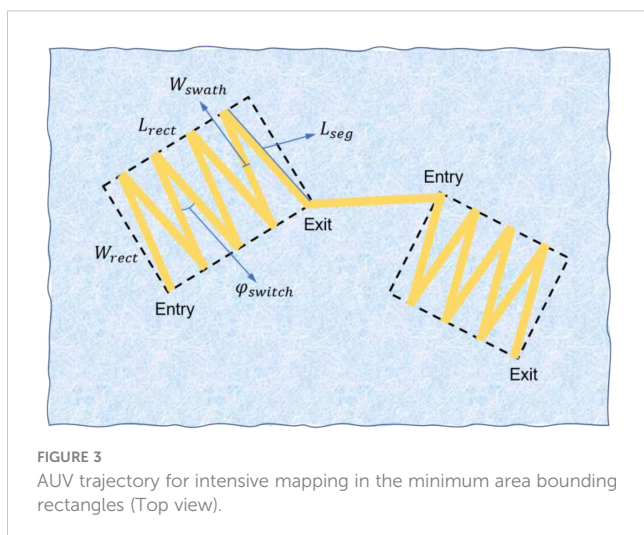 W_swath
L_rect
L_seg
Entry
Exit
W_rect
φ_switch
Entry
Exit
FIGURE 3
AUV trajectory for intensive mapping in the minimum area bounding
rectangles (Top view).